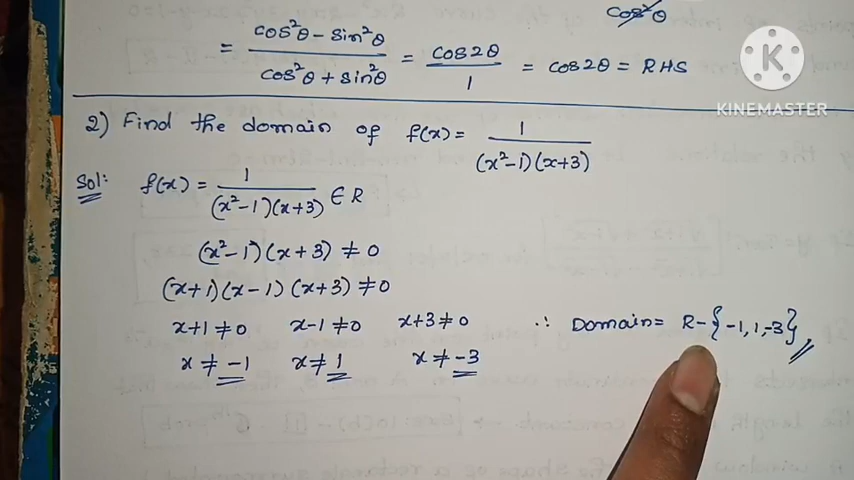 cos²θ
= cos²θ - sin²θ / cos²θ + sin²θ = cos2θ / 1 = cos2θ = RHS
KINEMASTER
2) Find the domain of f(x) = 1 / (x²-1)(x+3)
Sol: f(x) = 1 / (x²-1)(x+3) ∈ R
(x²-1)(x+3) ≠ 0
(x+1)(x-1)(x+3) ≠ 0
x+1 ≠ 0 x-1 ≠ 0 x+3 ≠ 0 ∴ Domain = R-{-1,1,-3}
x ≠ -1 x ≠ 1 x ≠ -3